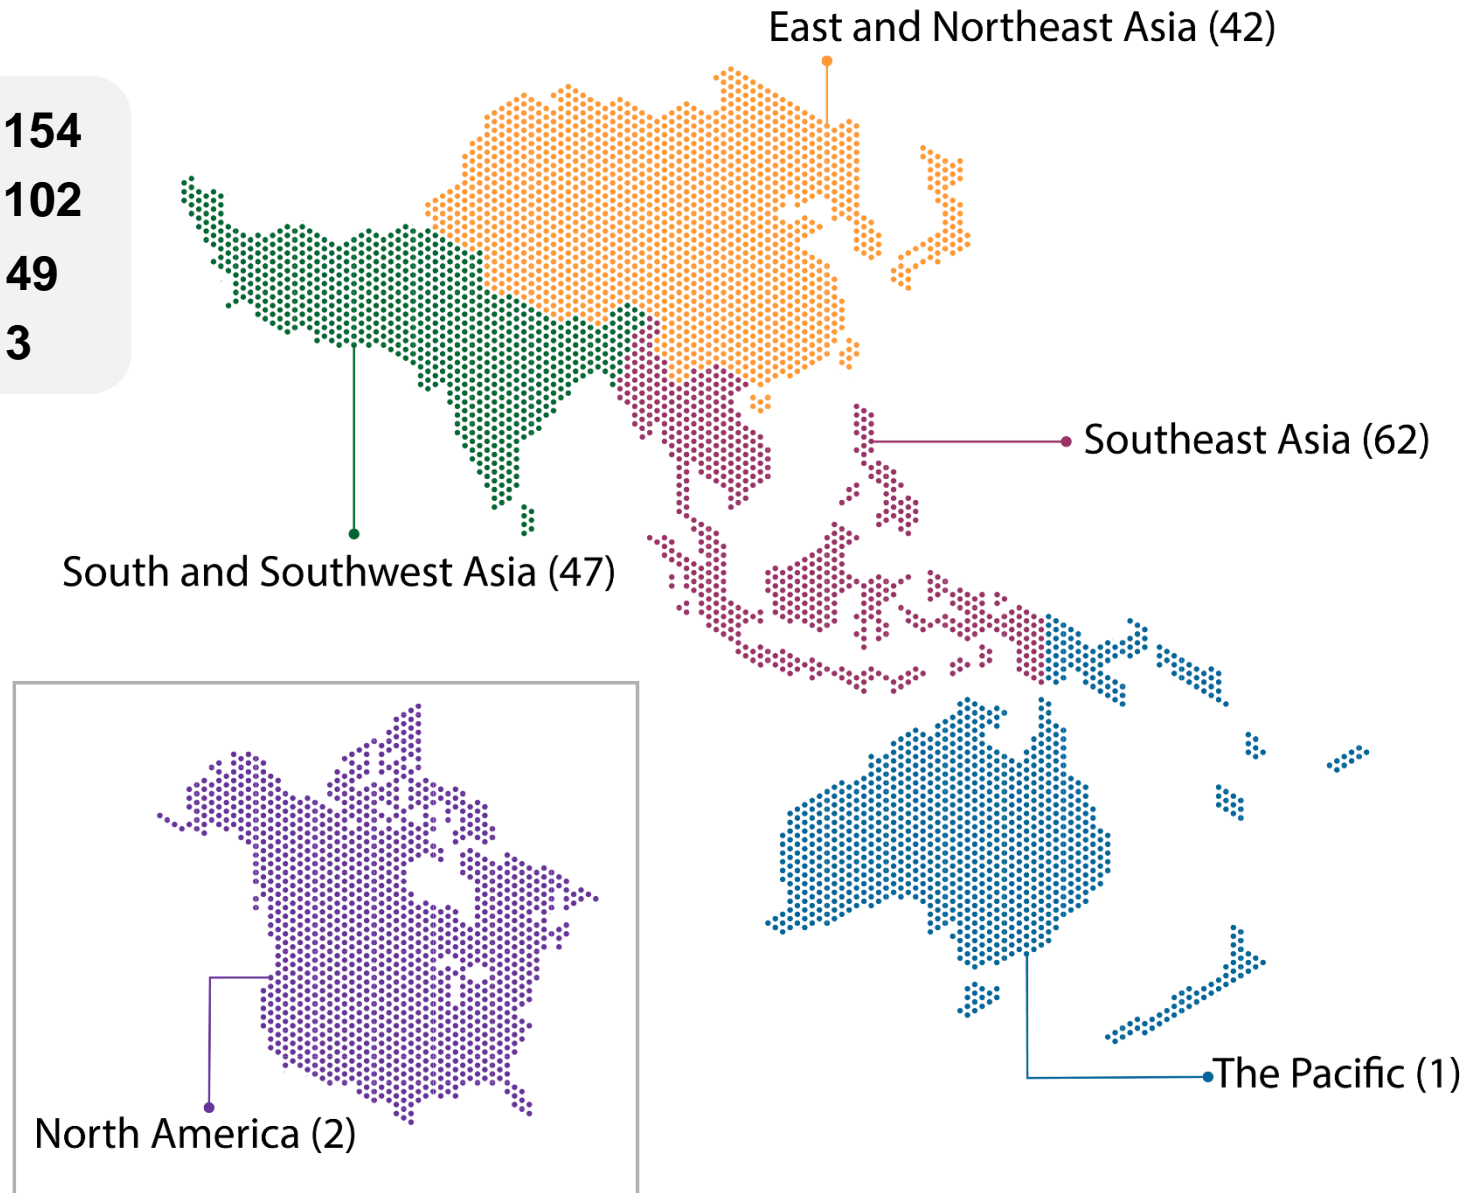 East and Northeast Asia (42)
154
102
49
3
Southeast Asia (62)
South and Southwest Asia (47)
The Pacific (1)
North America (2)